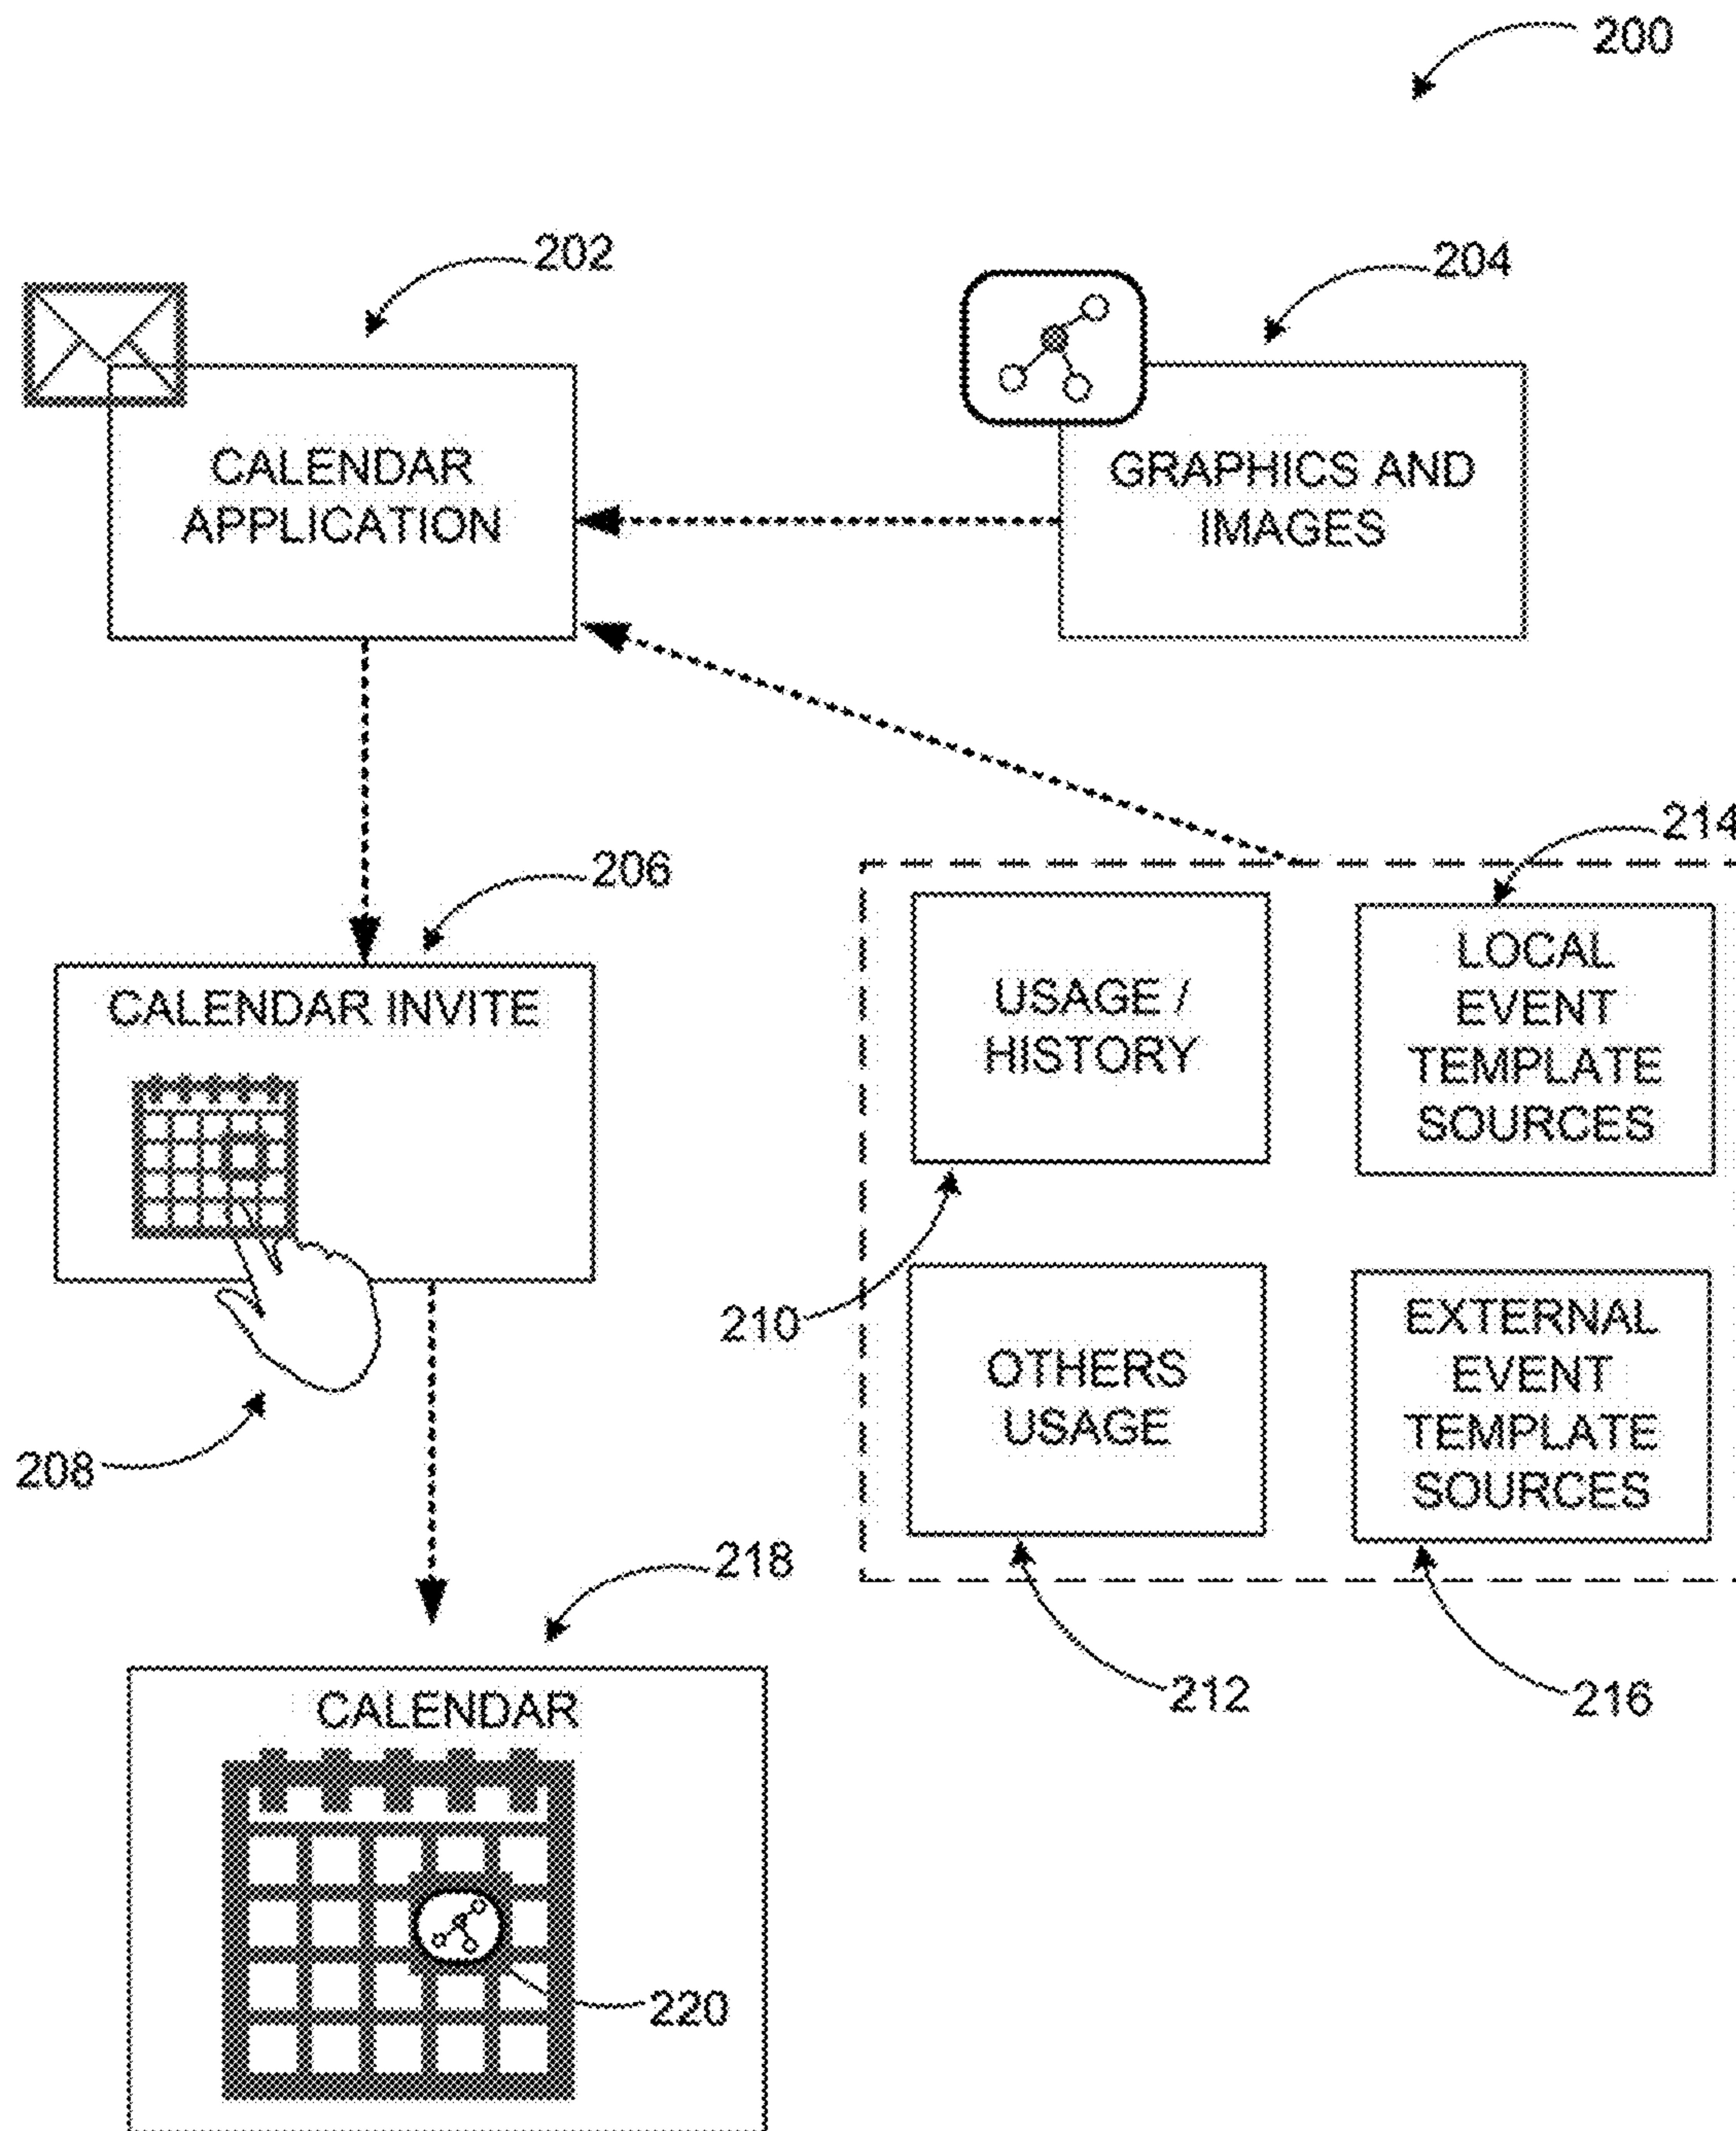 200
202
204
CALENDAR
APPLICATION
GRAPHICS AND
IMAGES
206
214
CALENDAR INVITE
USAGE /
HISTORY
LOCAL
EVENT
TEMPLATE
SOURCES
208
210
OTHERS
USAGE
EXTERNAL
EVENT
TEMPLATE
SOURCES
218
212
216
CALENDAR
220